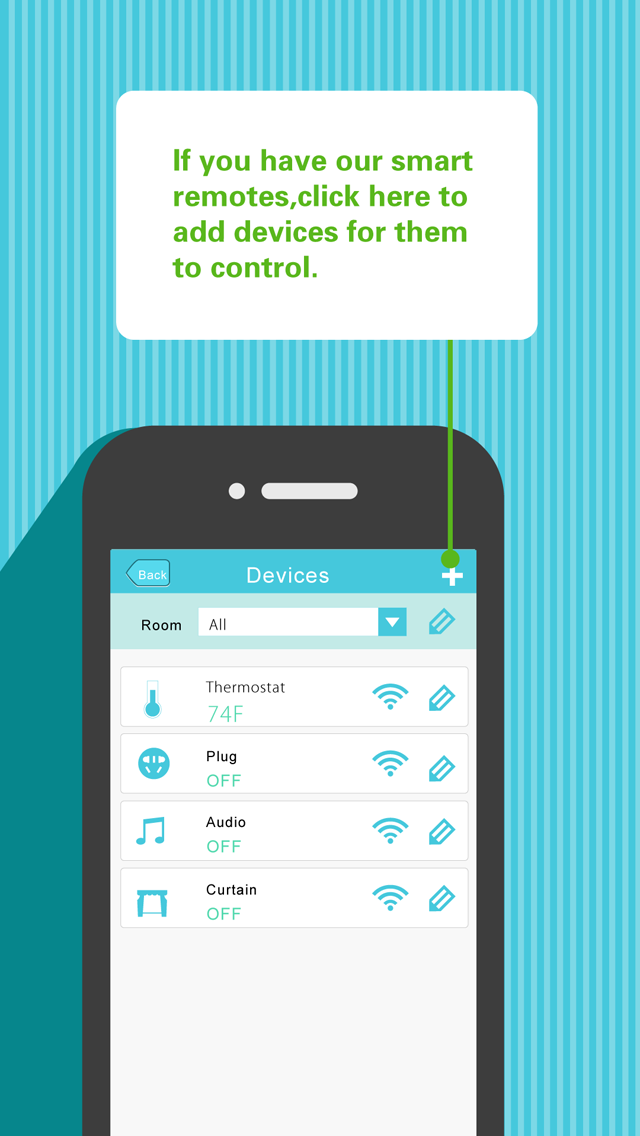 If you have our smart
remotes,click here to
add devices for them
to control.
Back
Devices
Room
All
Thermostat
74F
Plug
OFF
Audio
OFF
Curtain
OFF